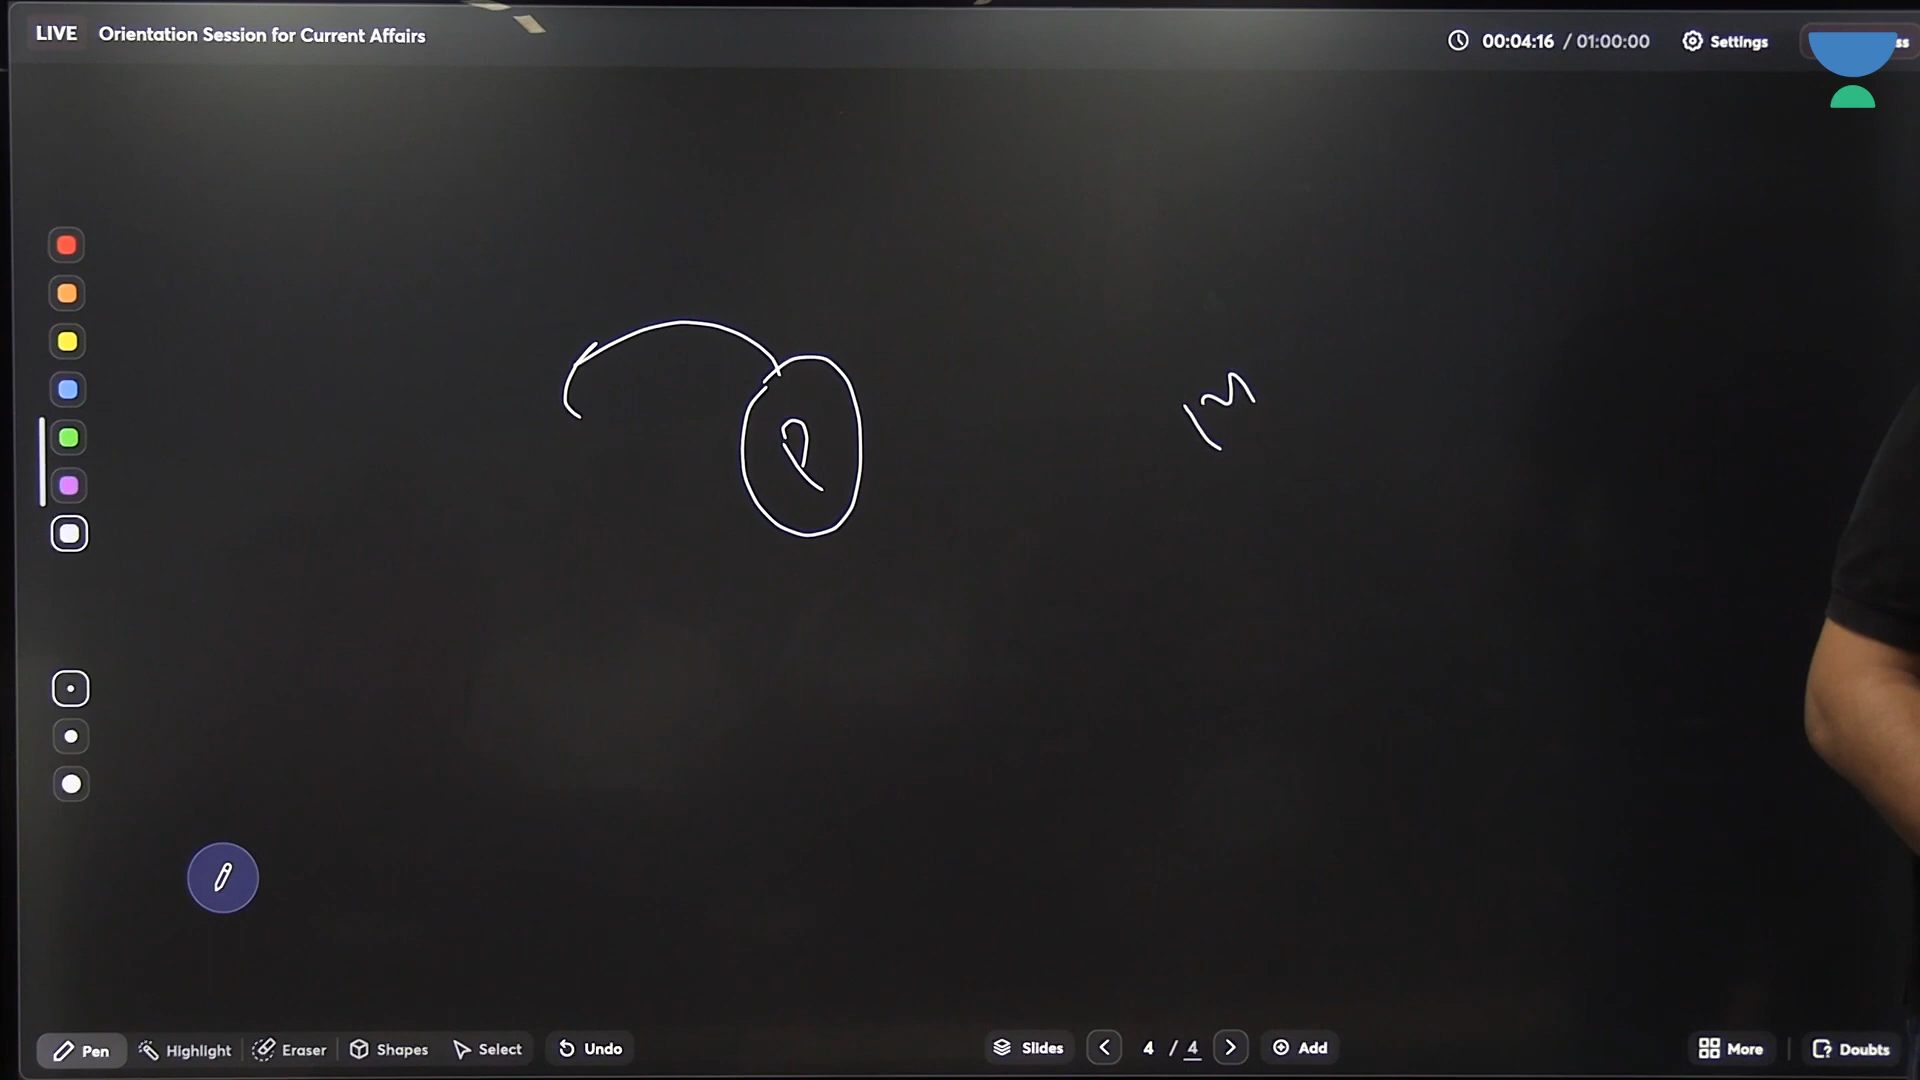 LIVE Orientation Session for Current Affairs 00:04:16 / 01:00:00 Settings ss
P M
Pen Highlight Eraser Shapes Select Undo Slides 4 / 4 Add More Doubts